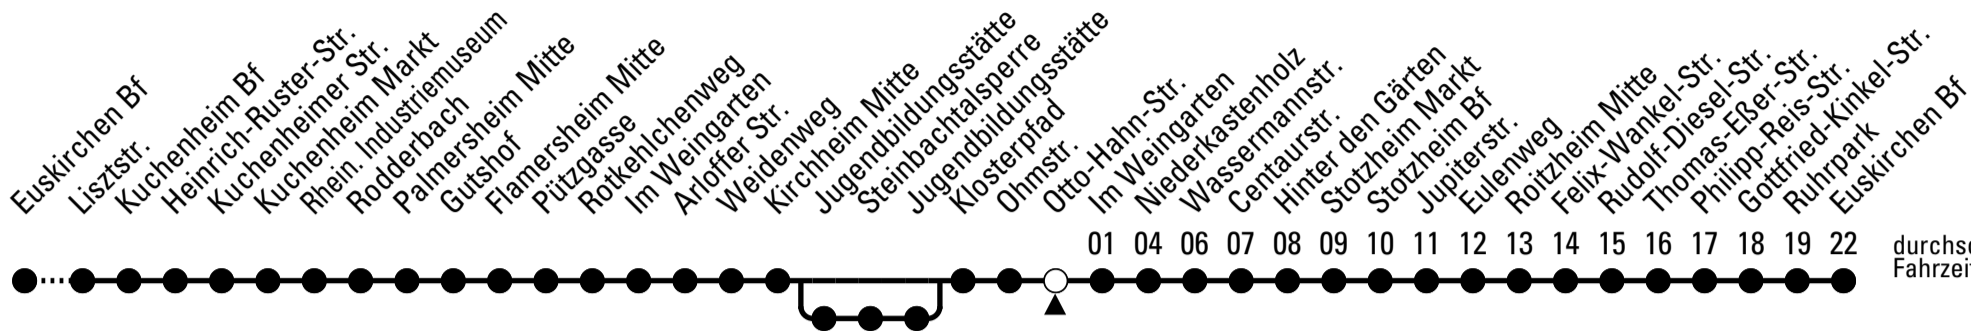 Euskirchen Bf
Lisztstr.
Kuchenheim Bf
Heinrich-Ruster-Str.
Kuchenheimer Str.
Kuchenheim Markt
Rhein. Industriemuseum
Rodderbach
Palmersheim Mitte
Gutshof
Flamersheim Mitte
Pützgasse
Rotkehlchenweg
Im Weingarten
Arloffer Str.
Weidenweg
Kirchheim Mitte
Jugendbildungsstätte
Steinbachtalsperre
Jugendbildungsstätte
Klosterpfad
Ohmstr.
Otto-Hahn-Str.
Im Weingarten
Niederkastenholz
Wassermannstr.
Centaurstr.
Hinter den Gärten
Stotzheim Markt
Stotzheim Bf
Jupiterstr.
Eulenweg
Roitzheim Mitte
Felix-Wankel-Str.
Rudolf-Diesel-Str.
Thomas-Eßer-Str.
Philipp-Reis-Str.
Gottfried-Kinkel-Str.
Ruhrpark
Euskirchen Bf
01 04 06 07 08 09 10 11 12 13 14 15 16 17 18 19 22
durchsc
Fahrzeit